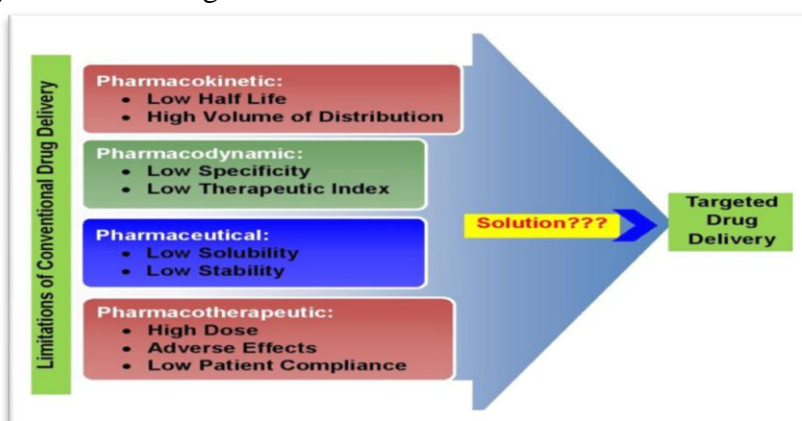 Limitations of Conventional Drug Delivery
Pharmacokinetic:
• Low Half Life
• High Volume of Distribution
Pharmacodynamic:
• Low Specificity
• Low Therapeutic Index
Pharmaceutical:
• Low Solubility
• Low Stability
Pharmacotherapeutic:
• High Dose
• Adverse Effects
• Low Patient Compliance
Solution???
Targeted
Drug
Delivery